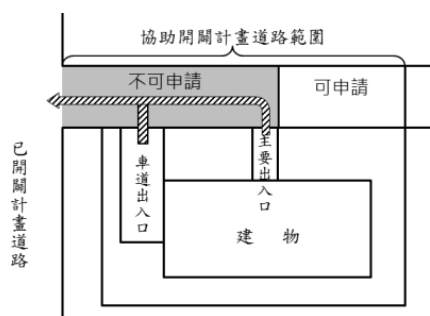 協助開闢計畫道路範圍
不可申請
可申請
已開闢計畫道路
車道出入口
主要出入口
建物